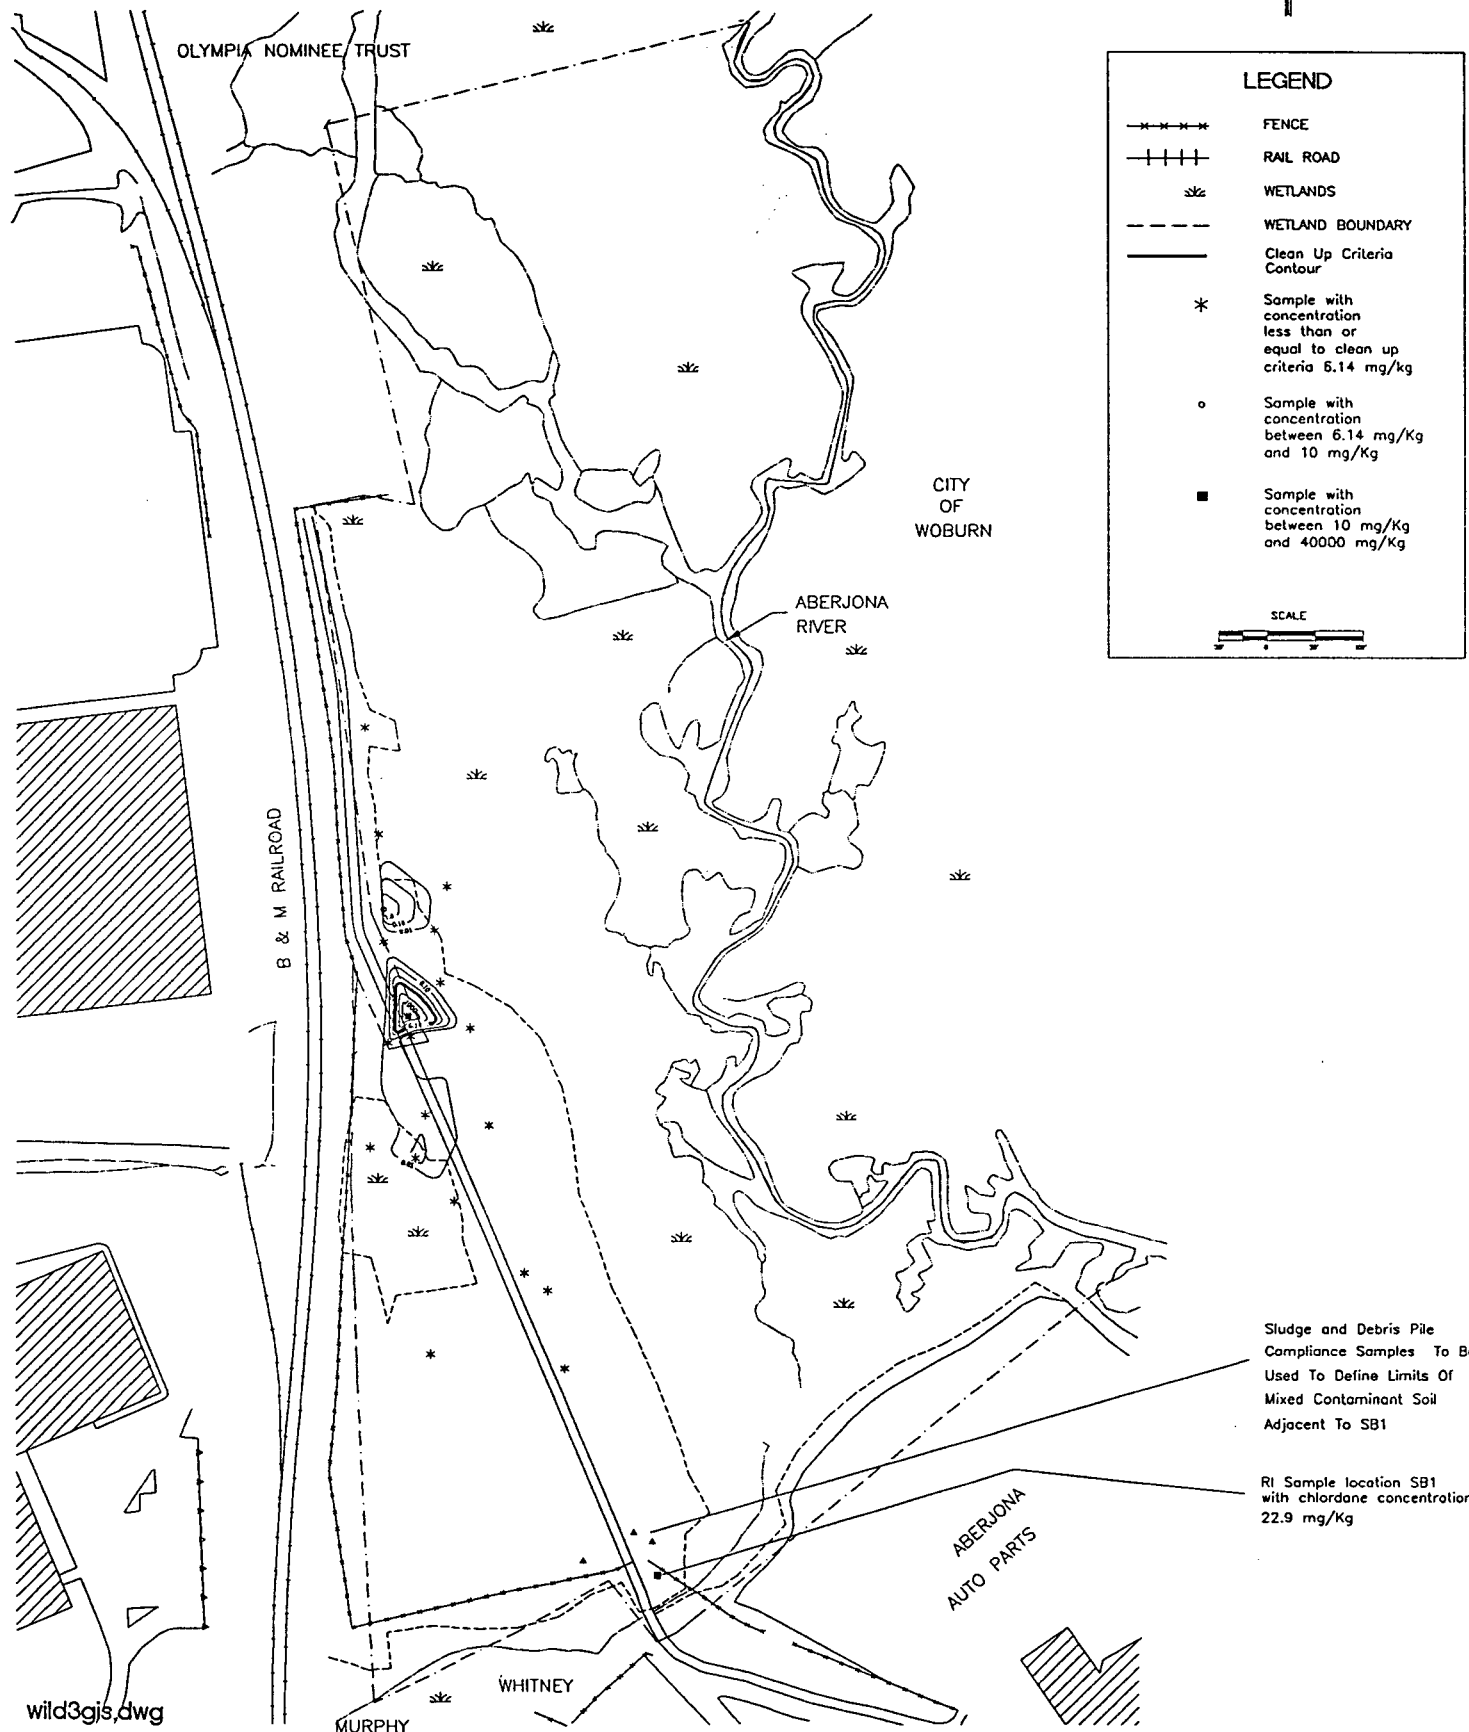 OLYMPIA NOMINEE TRUST
LEGEND
FENCE
RAIL ROAD
WETLANDS
WETLAND BOUNDARY
Clean Up Criteria
Contour
Sample with
concentration
less than or
equal to clean up
criteria 6.14 mg/kg
Sample with
concentration
between 6.14 mg/Kg
and 10 mg/Kg
Sample with
concentration
between 10 mg/Kg
and 40000 mg/Kg
SCALE
CITY
OF
WOBURN
ABERJONA
RIVER
B & M RAILROAD
Sludge and Debris Pile
Compliance Samples To B
Used To Define Limits Of
Mixed Contaminant Soil
Adjacent To SB1
RI Sample location SB1
with chlordane concentration
22.9 mg/Kg
ABERJONA
AUTO PARTS
WHITNEY
MURPHY
wild3gjs,dwg